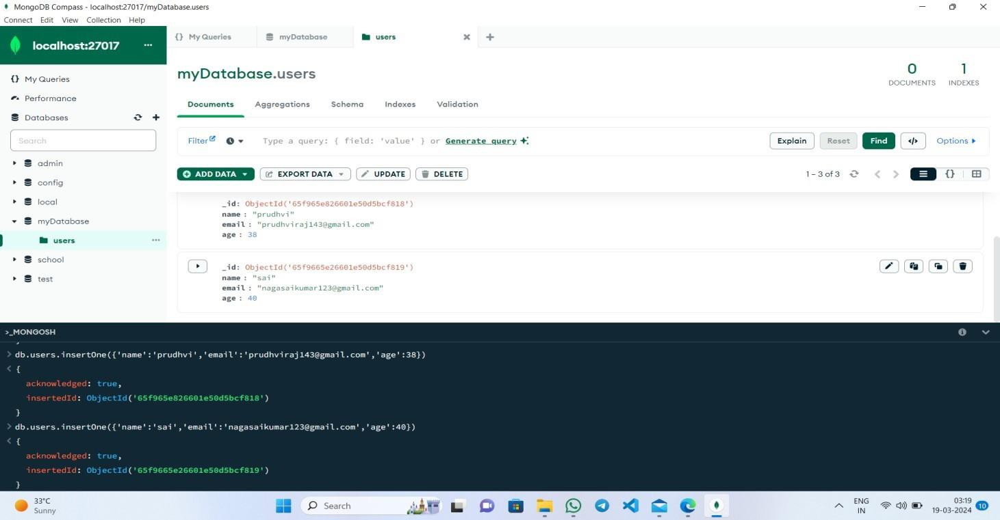 MongoDB Compass - localhost:27017/myDatabase.users
Connect Edit View Collection Help
localhost:27017 ...
{} My Queries
Performance
Databases
Search
admin
config
local
myDatabase
users ...
school
test
{} My Queries myDatabase users
myDatabase.users
0 DOCUMENTS
1 INDEXES
Documents Aggregations Schema Indexes Validation
Filter Type a query: { field: 'value' } or Generate query Explain Reset Find </> Options
ADD DATA EXPORT DATA UPDATE DELETE 1 – 3 of 3 {}
_id: ObjectId('65f965e826601e50d5bcf818')
name : "prudhvi"
email : "prudhviraj143@gmail.com"
age : 38
_id: ObjectId('65f9665e26601e50d5bcf819')
name : "sai"
email : "nagasaikumar123@gmail.com"
age : 40
>_MONGOSH
}
> db.users.insertOne({'name':'prudhvi','email':'prudhviraj143@gmail.com','age':38})
< {
acknowledged: true,
insertedId: ObjectId('65f965e826601e50d5bcf818')
}
> db.users.insertOne({'name':'sai','email':'nagasaikumar123@gmail.com','age':40})
< {
acknowledged: true,
insertedId: ObjectId('65f9665e26601e50d5bcf819')
}
33°C
Sunny
Search
ENG
IN
03:19
19-03-2024
10